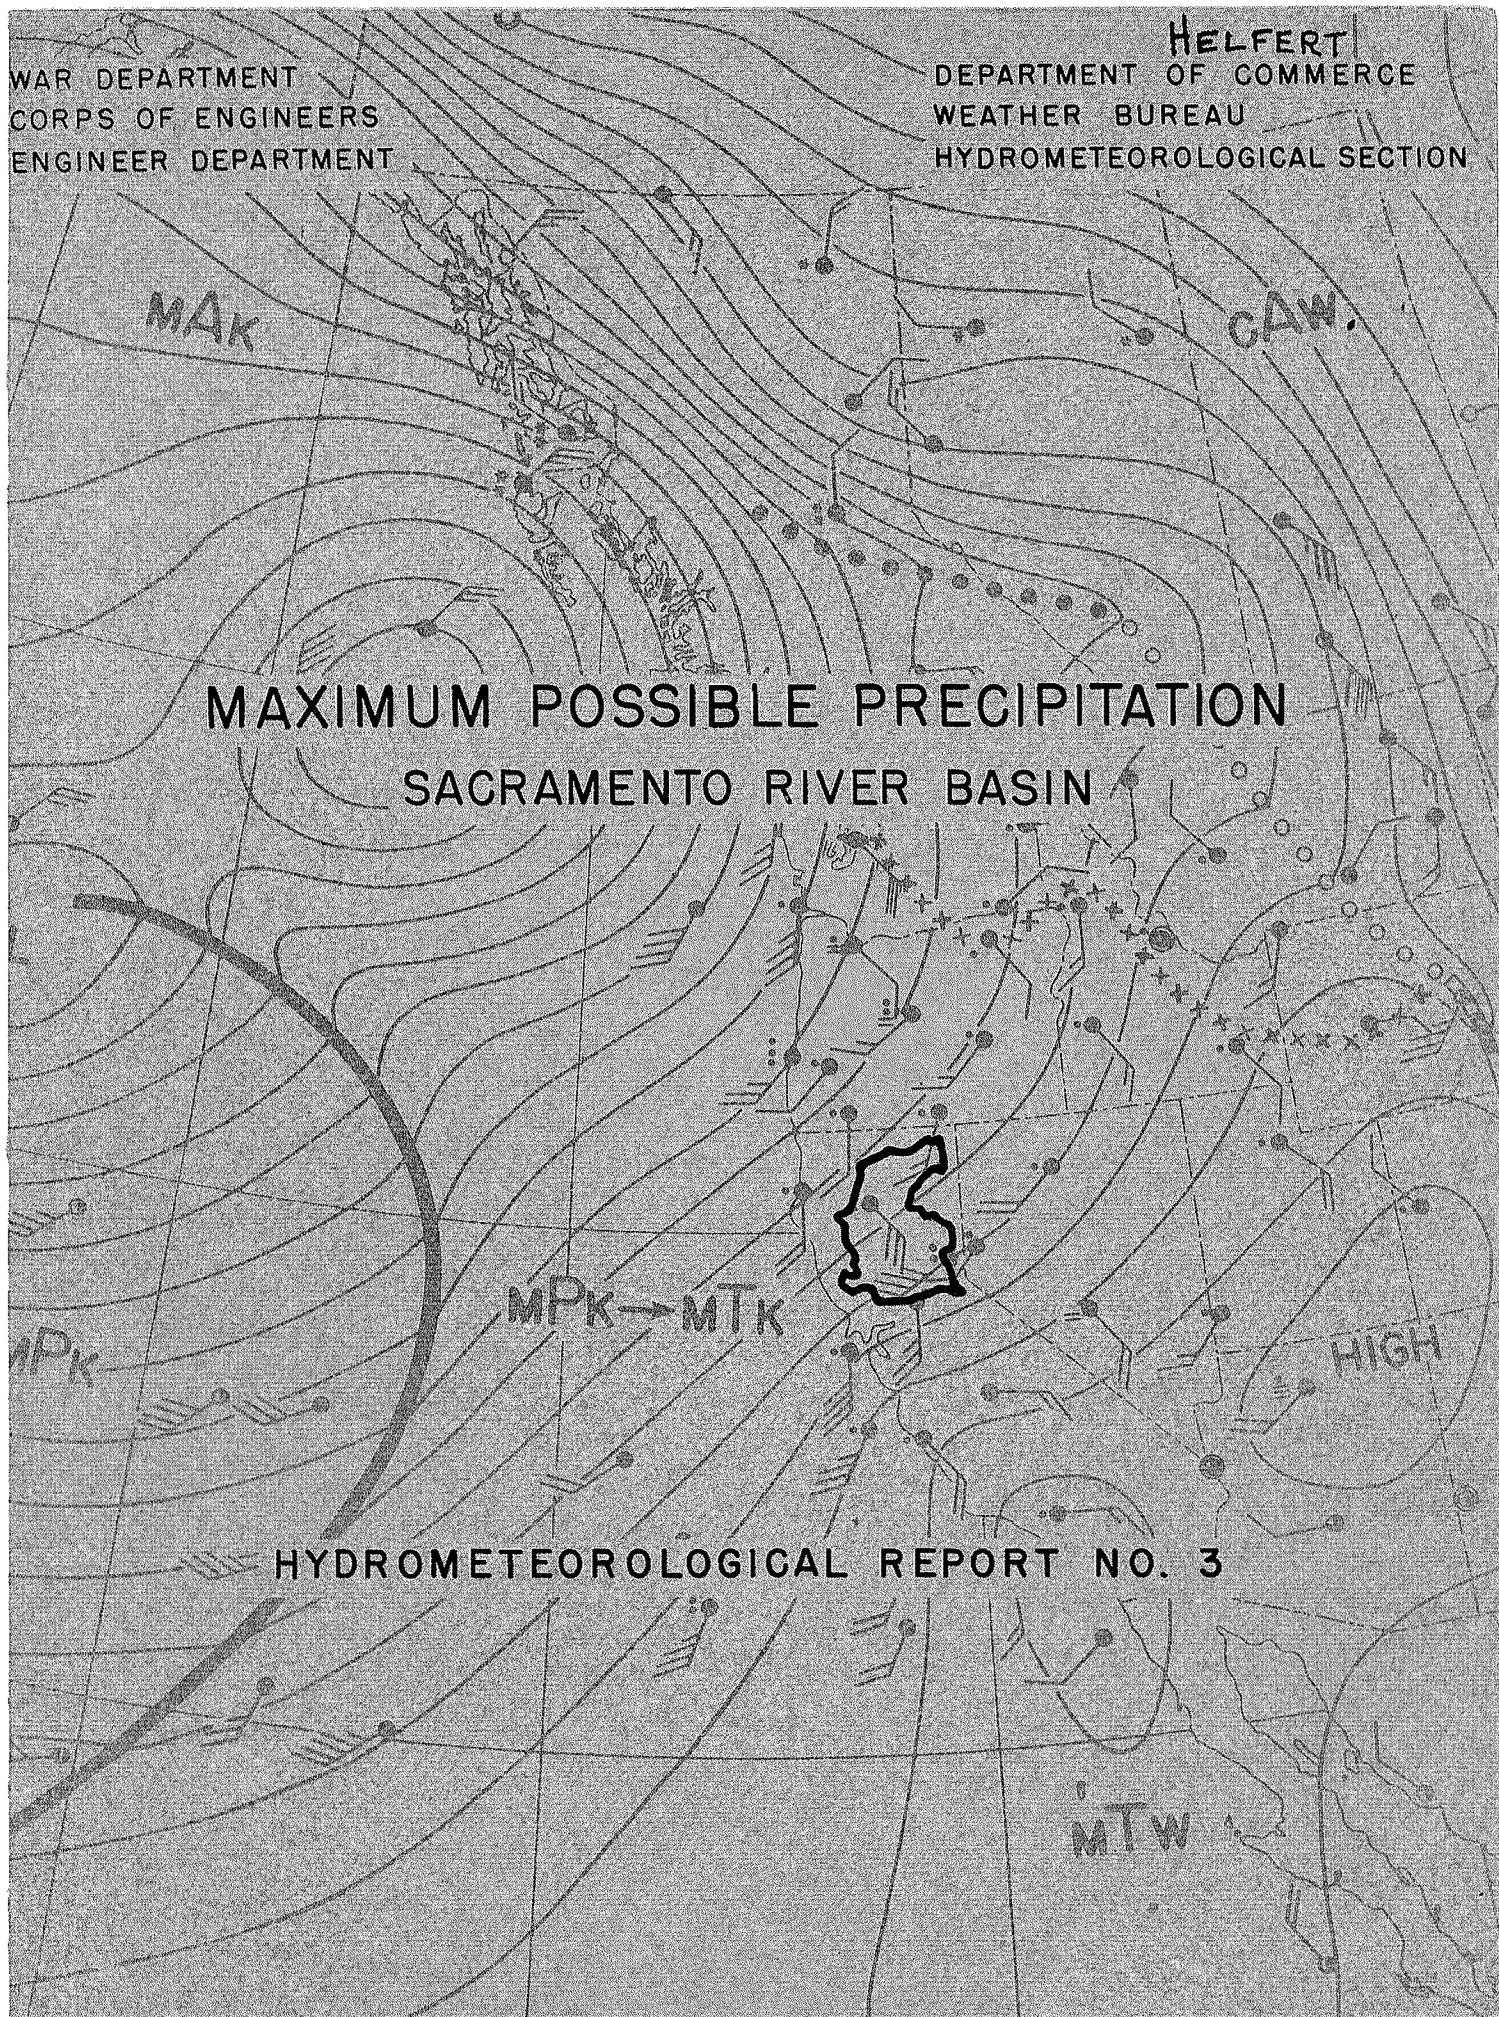 HELFERT
WAR DEPARTMENT
CORPS OF ENGINEERS
ENGINEER DEPARTMENT
DEPARTMENT OF COMMERCE
WEATHER BUREAU
HYDROMETEOROLOGICAL SECTION
MAK
CAW
MAXIMUM POSSIBLE PRECIPITATION
SACRAMENTO RIVER BASIN
MPK→MTK
MPK
HIGH
HYDROMETEOROLOGICAL REPORT NO. 3
MTW